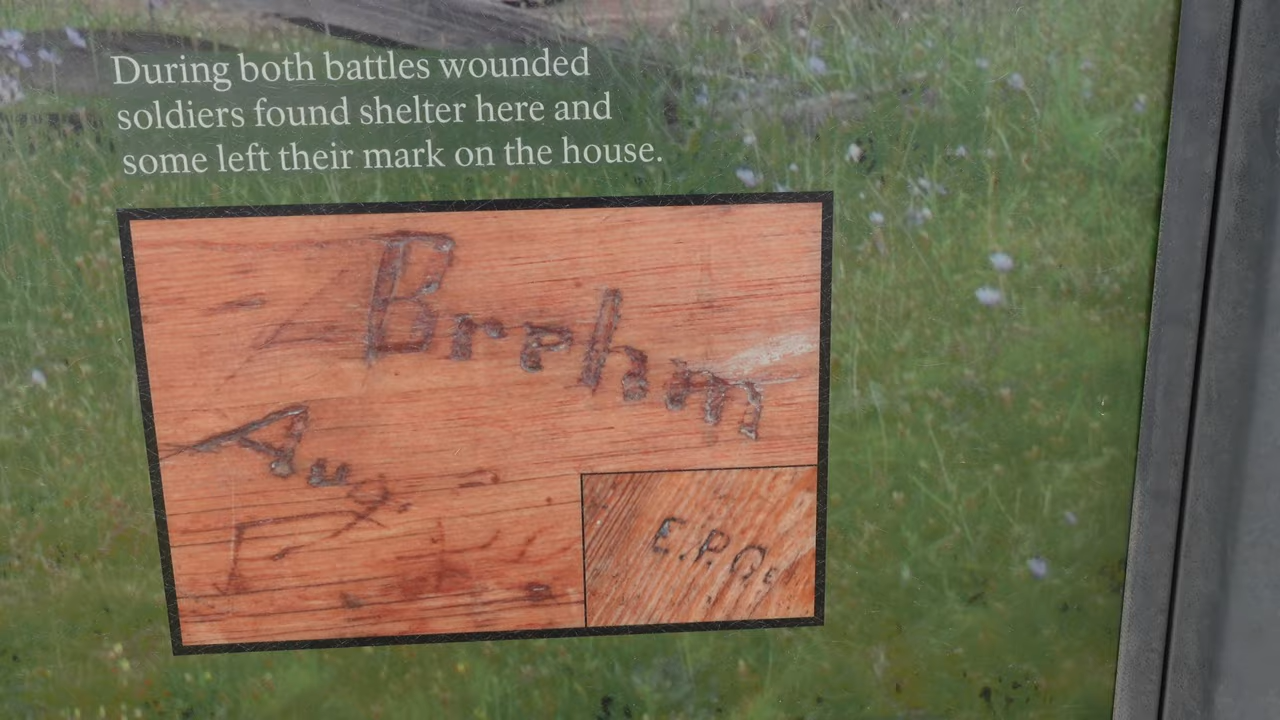 During both battles wounded
soldiers found shelter here and
some left their mark on the house.
Brehm
Aug.